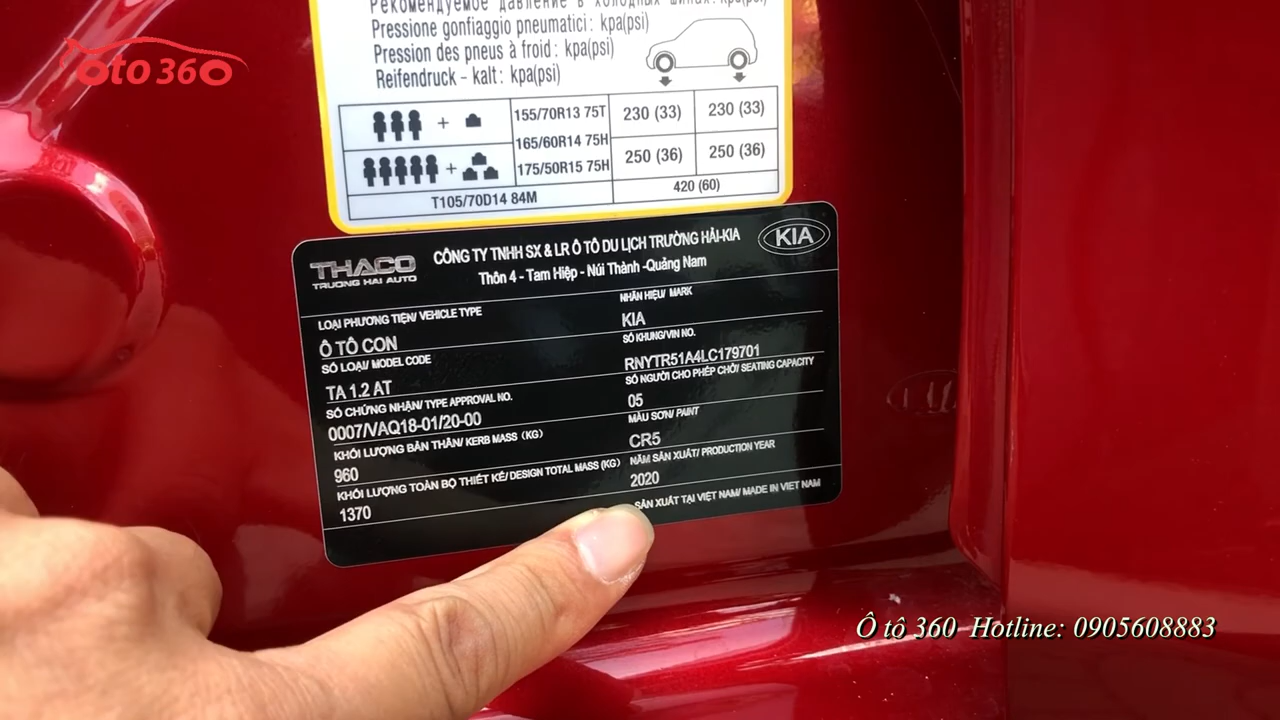 oto 360
Рекомендуемое давление в холодных шинах: kpa(psi)
Pressione gonfiaggio pneumatici : kpa(psi)
Pression des pneus à froid : kpa(psi)
Reifendruck - kalt : kpa(psi)
+ 155/70R13 75T 230 (33) 230 (33)
165/60R14 75H
+ 175/50R15 75H 250 (36) 250 (36)
T105/70D14 84M 420 (60)
THACO
TRUONG HAI AUTO
CÔNG TY TNHH SX & LR Ô TÔ DU LỊCH TRƯỜNG HẢI-KIA
Thôn 4 - Tam Hiệp - Núi Thành -Quảng Nam
KIA
LOẠI PHƯƠNG TIỆN/ VEHICLE TYPE
Ô TÔ CON
NHÃN HIỆU/ MARK
KIA
SỐ LOẠI/ MODEL CODE
TA 1.2 AT
SỐ KHUNG/VIN NO.
RNYTR51A4LC179701
SỐ CHỨNG NHẬN/ TYPE APPROVAL NO.
0007/VAQ18-01/20-00
SỐ NGƯỜI CHO PHÉP CHỞ/ SEATING CAPACITY
05
KHỐI LƯỢNG BẢN THÂN/ KERB MASS (KG)
960
MÀU SƠN/ PAINT
CR5
KHỐI LƯỢNG TOÀN BỘ THIẾT KẾ/ DESIGN TOTAL MASS (KG)
1370
NĂM SẢN XUẤT/ PRODUCTION YEAR
2020
SẢN XUẤT TẠI VIỆT NAM/ MADE IN VIET NAM
Ô tô 360 Hotline: 0905608883